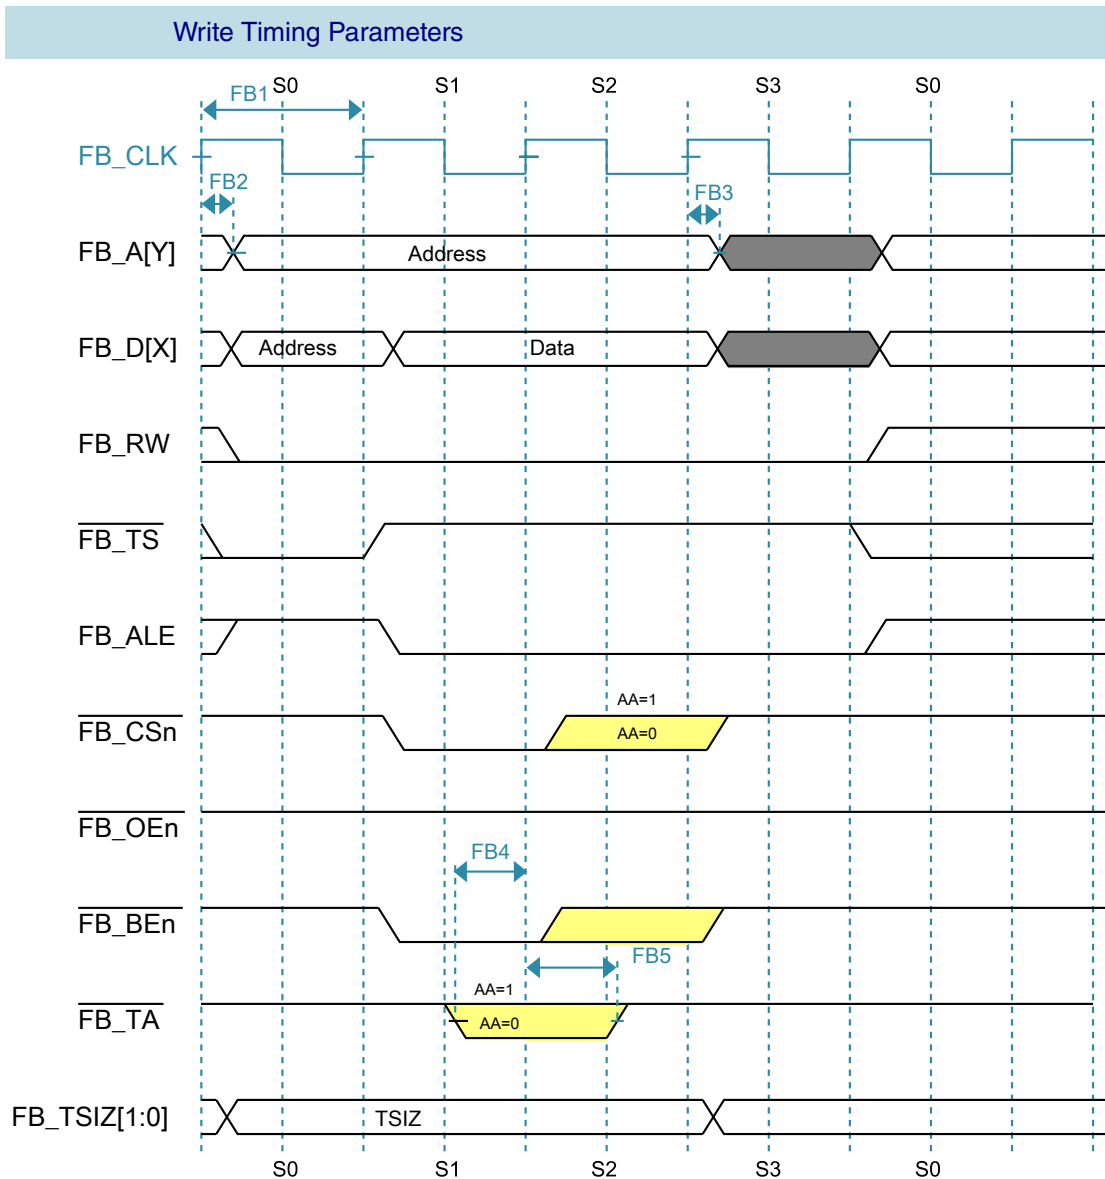 Write Timing Parameters
S0 S1 S2 S3 S0
FB1
FB_CLK
FB2 FB3
FB_A[Y] Address
FB_D[X] Address Data
FB_RW
FB_TS
FB_ALE
AA=1
FB_CSn AA=0
FB_OEn
FB4
FB_BEn
FB5
AA=1
FB_TA AA=0
FB_TSIZ[1:0] TSIZ
S0 S1 S2 S3 S0